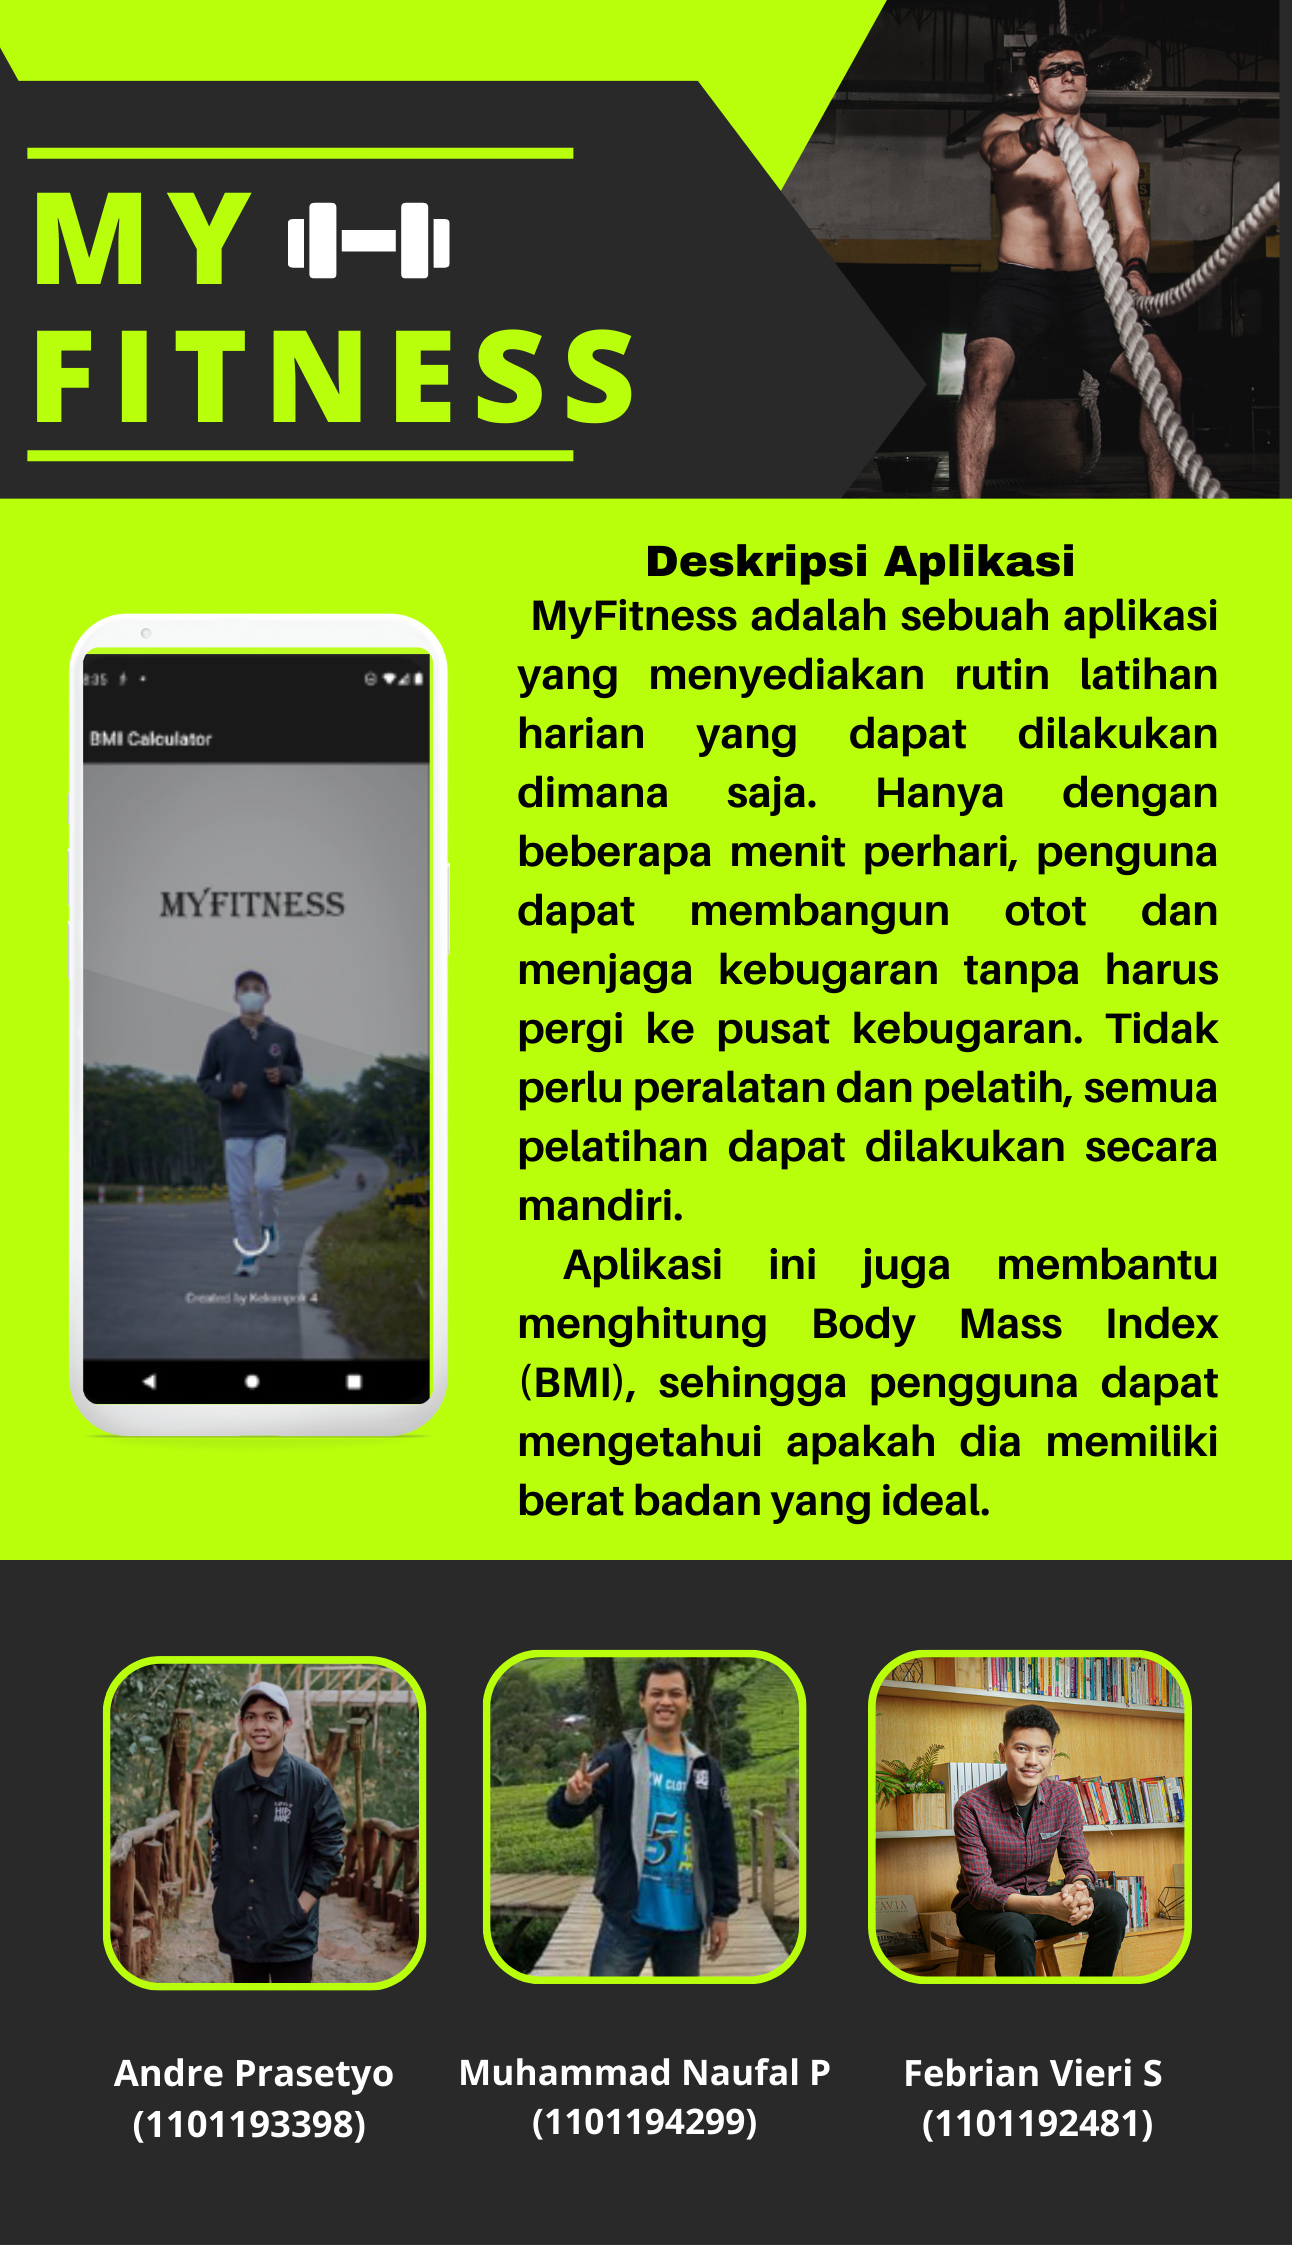 MY
FITNESS
Deskripsi Aplikasi
MyFitness adalah sebuah aplikasi
yang menyediakan rutin latihan
harian yang dapat dilakukan
dimana saja. Hanya dengan
beberapa menit perhari, penguna
dapat membangun otot dan
menjaga kebugaran tanpa harus
pergi ke pusat kebugaran. Tidak
perlu peralatan dan pelatih, semua
pelatihan dapat dilakukan secara
mandiri.
Aplikasi ini juga membantu
menghitung Body Mass Index
(BMI), sehingga pengguna dapat
mengetahui apakah dia memiliki
berat badan yang ideal.
8:35
BMI Calculator
MYFITNESS
Created by Kelompok 4
5
Andre Prasetyo
(1101193398)
Muhammad Naufal P
(1101194299)
Febrian Vieri S
(1101192481)